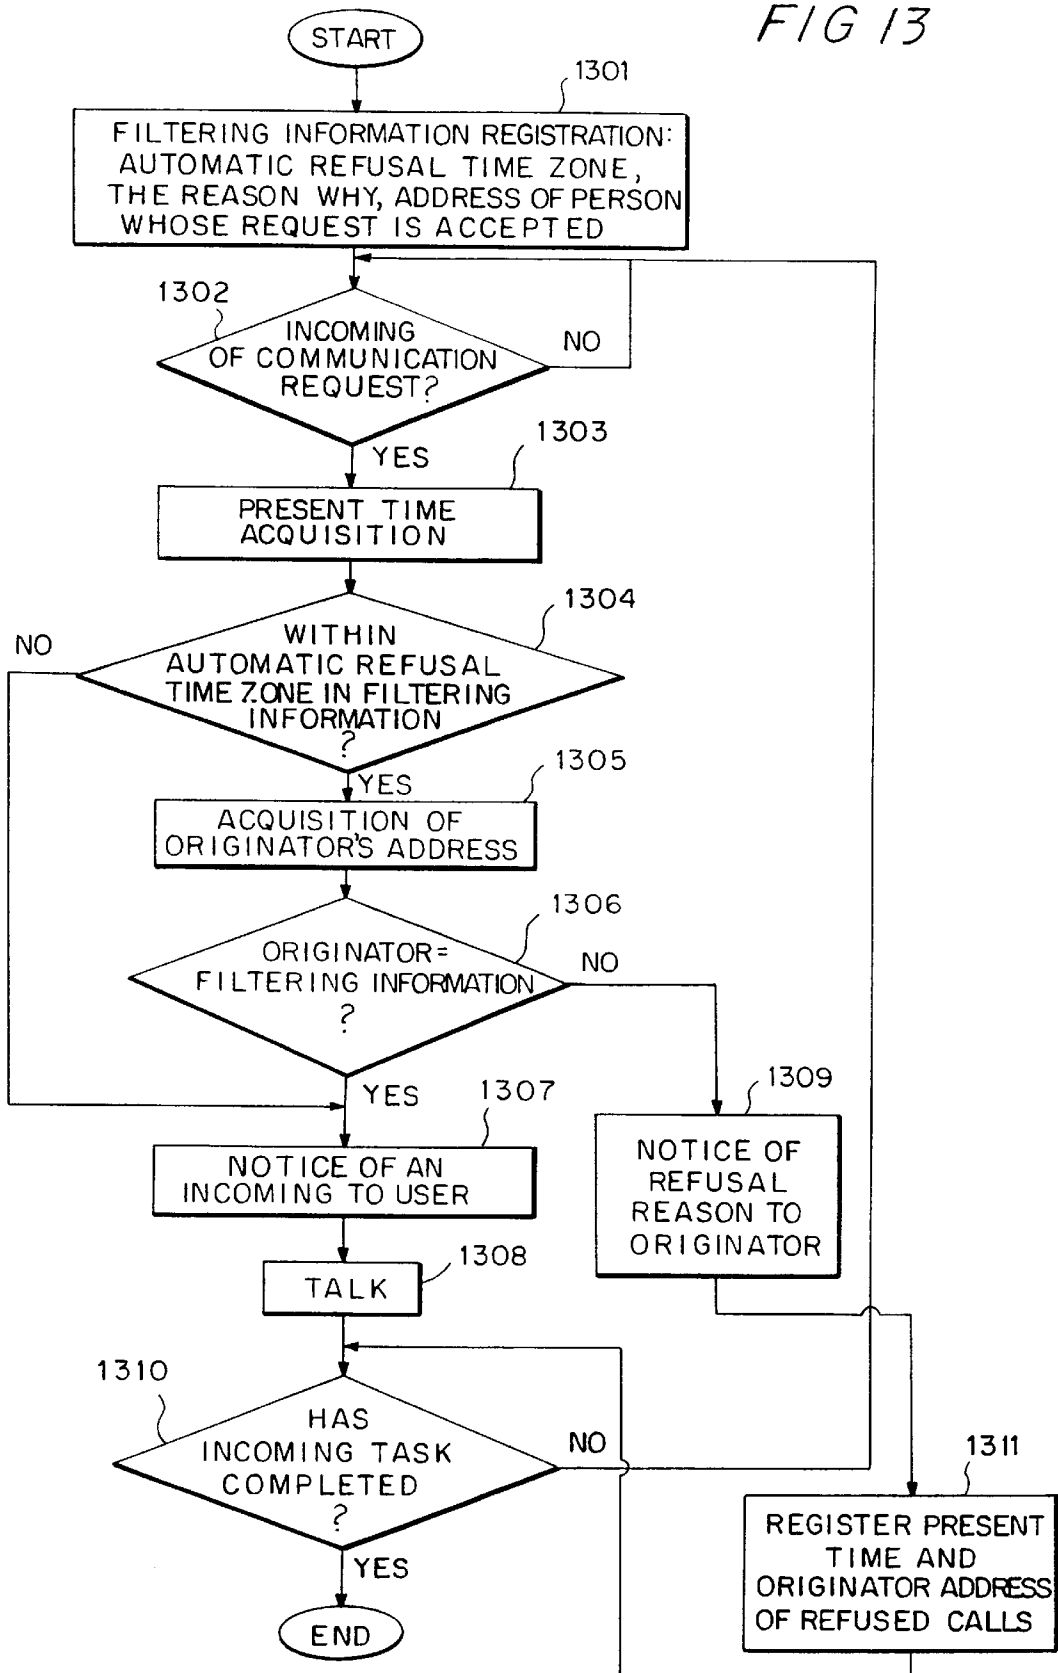 FIG 13
START
1301
FILTERING INFORMATION REGISTRATION:
AUTOMATIC REFUSAL TIME ZONE,
THE REASON WHY, ADDRESS OF PERSON
WHOSE REQUEST IS ACCEPTED
1302
INCOMING
OF COMMUNICATION
REQUEST?
NO
YES
1303
PRESENT TIME
ACQUISITION
1304
NO
WITHIN
AUTOMATIC REFUSAL
TIME ZONE IN FILTERING
INFORMATION
?
YES
1305
ACQUISITION OF
ORIGINATOR'S ADDRESS
1306
ORIGINATOR=
FILTERING INFORMATION
?
NO
YES
1307
NOTICE OF AN
INCOMING TO USER
1309
NOTICE OF
REFUSAL
REASON TO
ORIGINATOR
1308
TALK
1310
HAS
INCOMING TASK
COMPLETED
?
NO
YES
1311
REGISTER PRESENT
TIME AND
ORIGINATOR ADDRESS
OF REFUSED CALLS
END